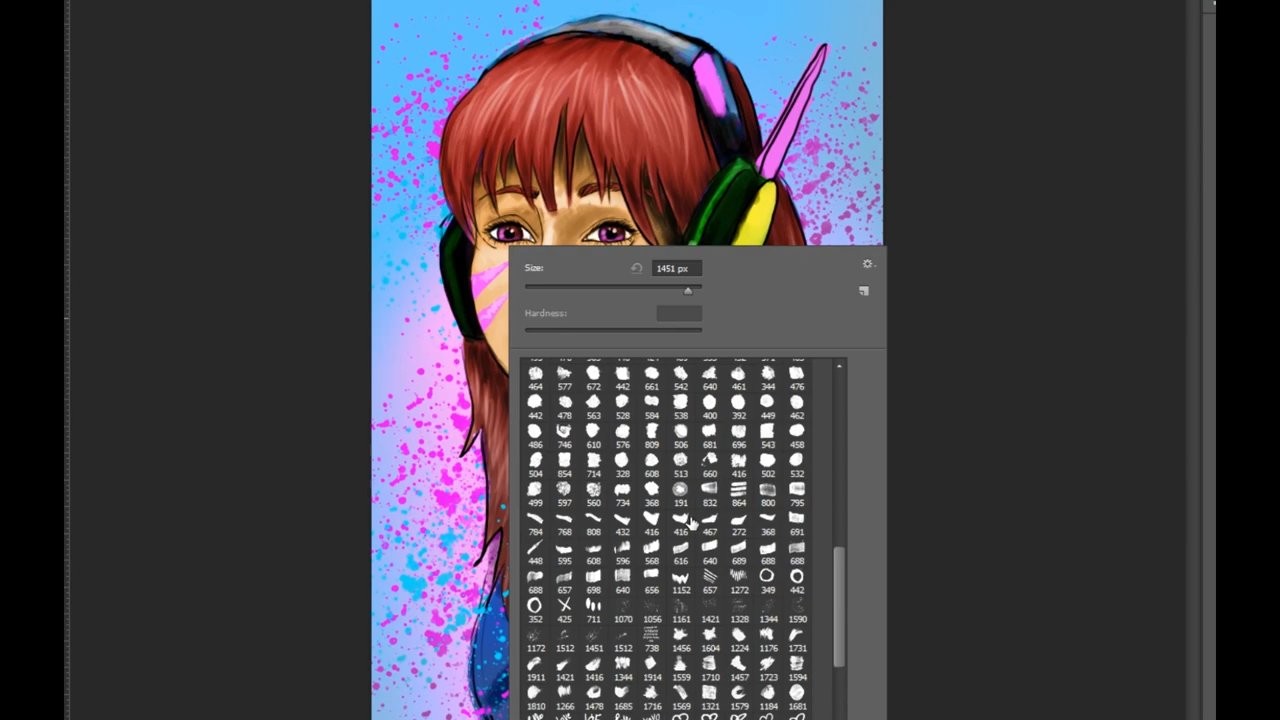 Size: 1451 px
Hardness:
464 577 672 442 661 542 640 461 344 476
442 478 563 528 584 538 400 392 449 462
486 746 610 576 809 506 681 696 543 458
504 854 714 328 608 513 660 416 502 532
499 597 560 734 368 191 832 864 800 795
784 768 808 432 416 416 467 272 368 691
448 595 608 596 568 616 640 689 688 688
688 657 698 640 656 1152 657 1272 349 442
352 425 711 1070 1056 1161 1421 1328 1344 1590
1172 1512 1451 1512 738 1456 1604 1224 1176 1731
1911 1421 1416 1344 1914 1559 1710 1457 1723 1594
1810 1266 1478 1685 1716 1569 1321 1579 1184 1681